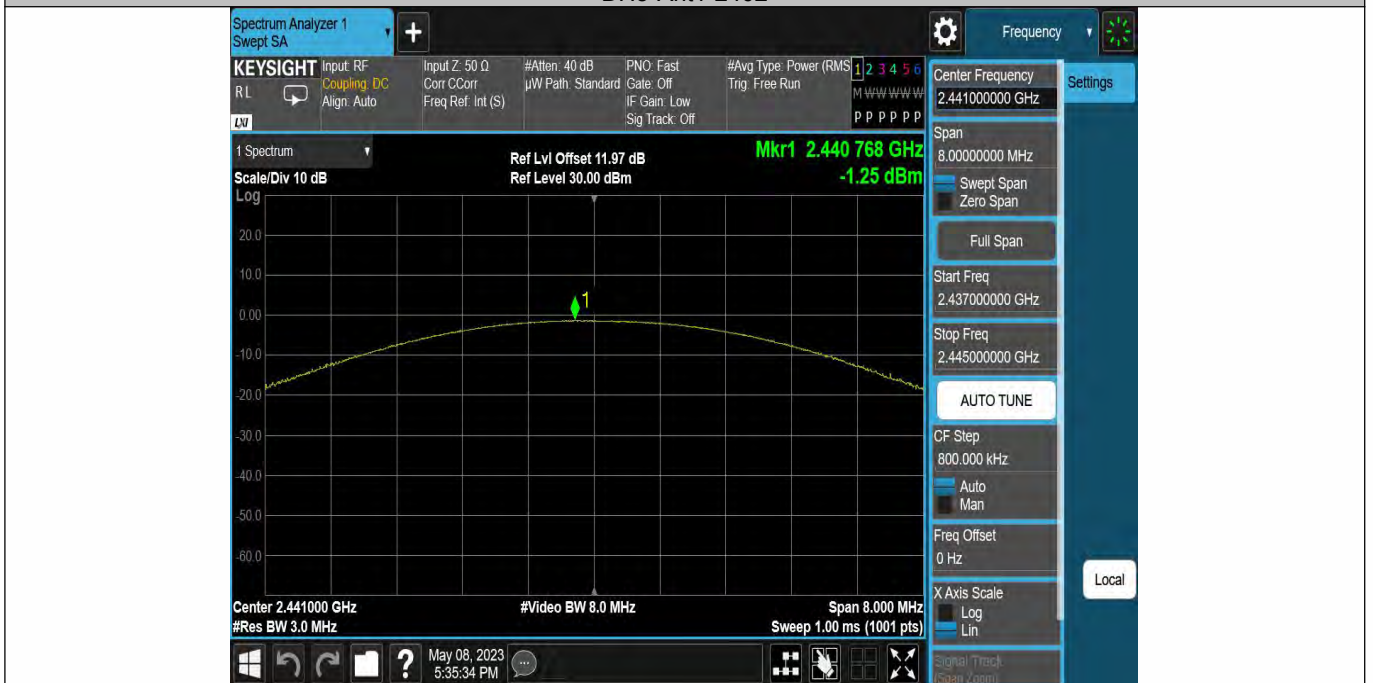 Spectrum Analyzer 1
Swept SA
+
Frequency
KEYSIGHT
RL
LXI
Input: RF
Coupling: DC
Align: Auto
Input Z: 50 Ω
Corr CCorr
Freq Ref: Int (S)
#Atten: 40 dB
µW Path: Standard
PNO: Fast
Gate: Off
IF Gain: Low
Sig Track: Off
#Avg Type: Power (RMS
Trig: Free Run
1 2 3 4 5 6
M W W W W W
P P P P P P
1 Spectrum
Scale/Div 10 dB
Log
Ref Lvl Offset 11.97 dB
Ref Level 30.00 dBm
Mkr1 2.440 768 GHz
-1.25 dBm
20.0
10.0
0.00
-10.0
-20.0
-30.0
-40.0
-50.0
-60.0
1
Center 2.441000 GHz
#Res BW 3.0 MHz
#Video BW 8.0 MHz
Span 8.000 MHz
Sweep 1.00 ms (1001 pts)
Center Frequency
2.441000000 GHz
Settings
Span
8.00000000 MHz
Swept Span
Zero Span
Full Span
Start Freq
2.437000000 GHz
Stop Freq
2.445000000 GHz
AUTO TUNE
CF Step
800.000 kHz
Auto
Man
Freq Offset
0 Hz
X Axis Scale
Log
Lin
Signal Track
(Span Zoom)
Local
?
May 08, 2023
5:35:34 PM